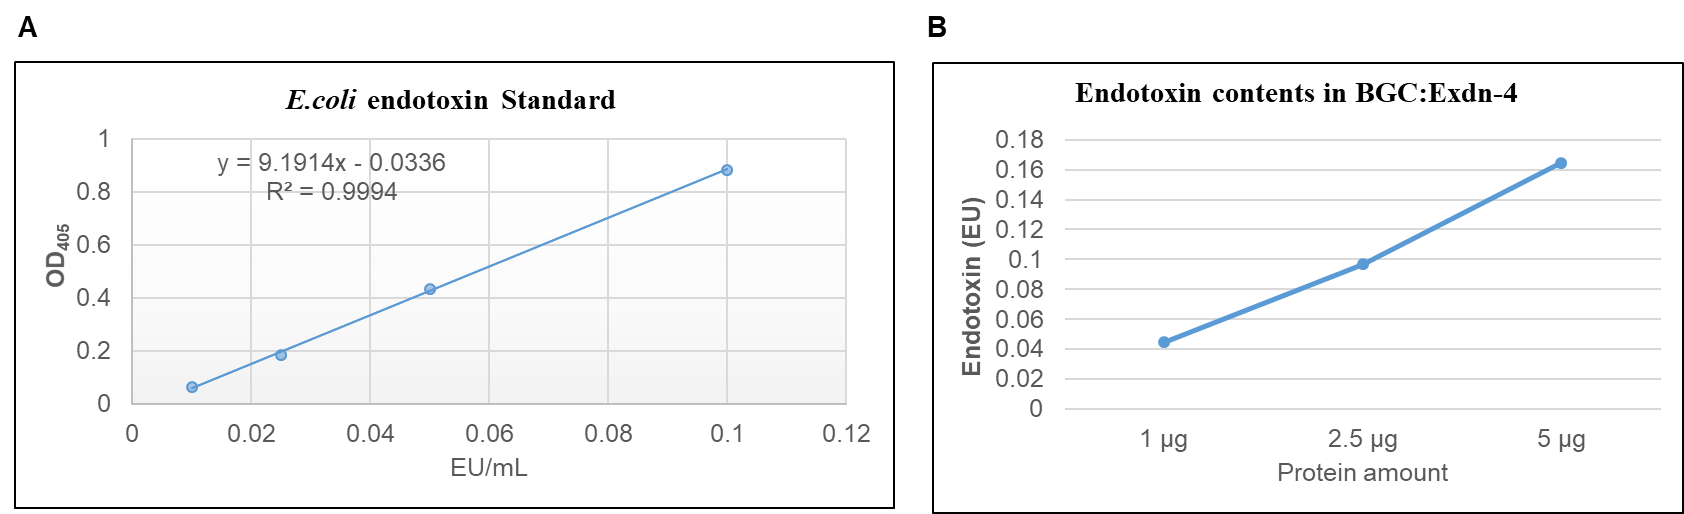 A
E.coli endotoxin Standard
y = 9.1914x - 0.0336
R² = 0.9994
1
0.8
0.6
0.4
0.2
0
OD405
0 0.02 0.04 0.06 0.08 0.1 0.12
EU/mL
B
Endotoxin contents in BGC:Exdn-4
0.18
0.16
0.14
0.12
0.1
0.08
0.06
0.04
0.02
0
Endotoxin (EU)
1 µg 2.5 µg 5 µg
Protein amount